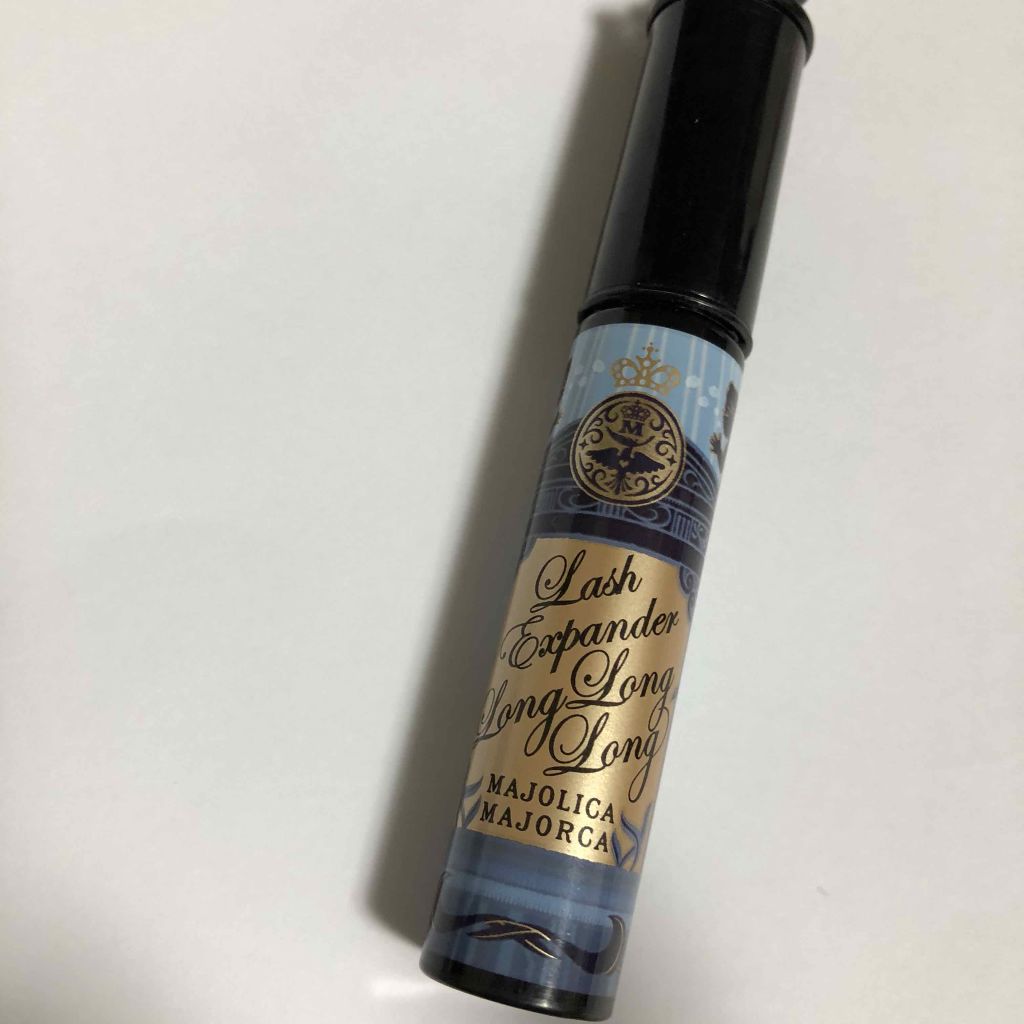 M
Lash
Expander
Long Long
Long
MAJOLICA
MAJORCA